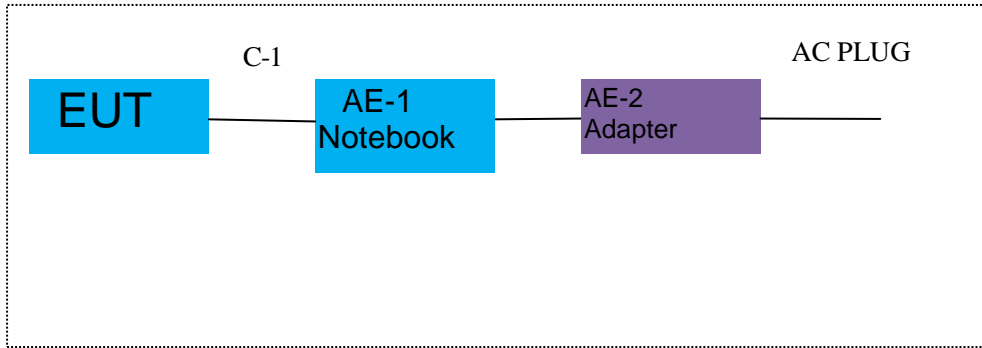 C-1
AC PLUG
EUT
AE-1
Notebook
AE-2
Adapter